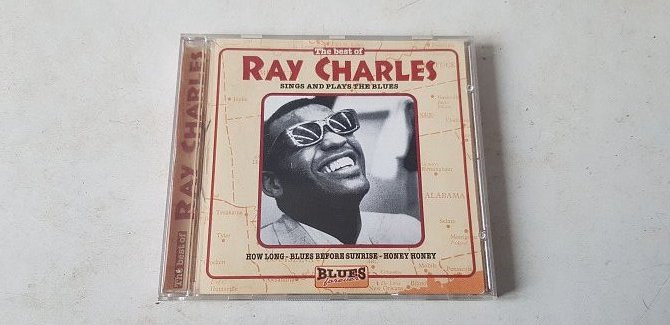 The best of
RAY CHARLES
SINGS AND PLAYS THE BLUES
The best of RAY CHARLES
ALABAMA
HOW LONG - BLUES BEFORE SUNRISE - HONEY HONEY
BLUES
forever